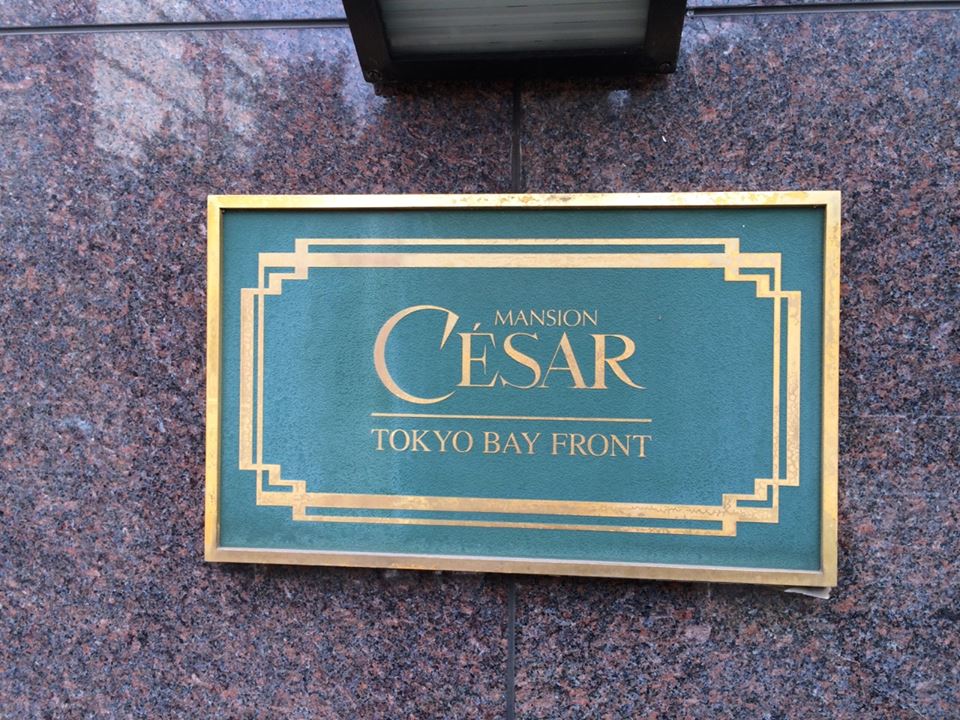 MANSION
CÉSAR
TOKYO BAY FRONT